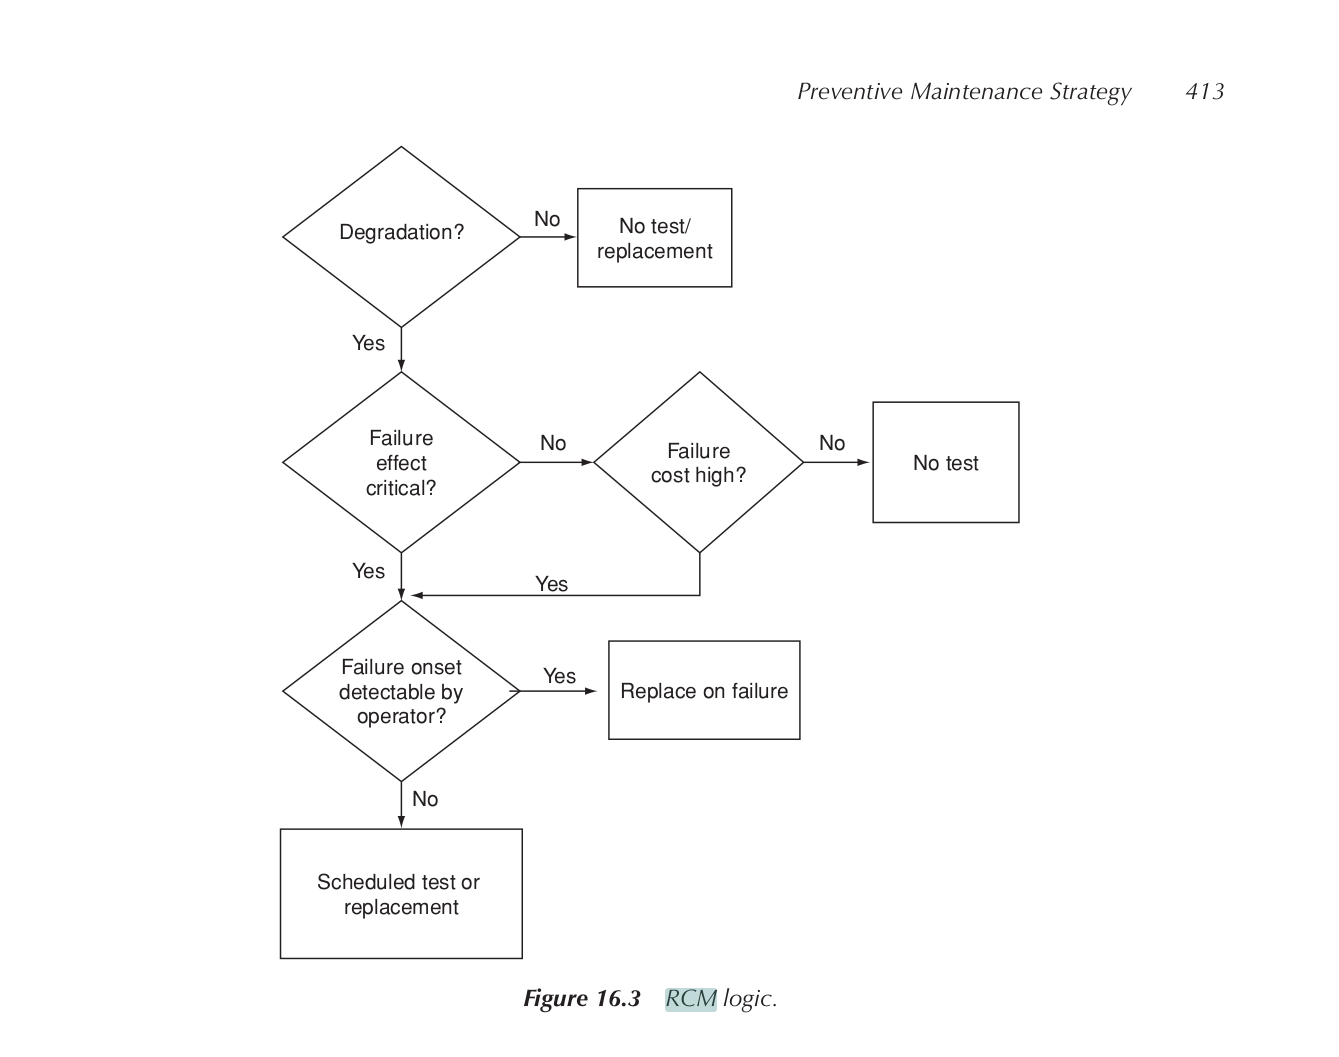 Preventive Maintenance Strategy 413
Degradation?
No
No test/
replacement
Yes
Failure
effect
critical?
No
Failure
cost high?
No
No test
Yes
Yes
Failure onset
detectable by
operator?
Yes
Replace on failure
No
Scheduled test or
replacement
Figure 16.3 RCM logic.